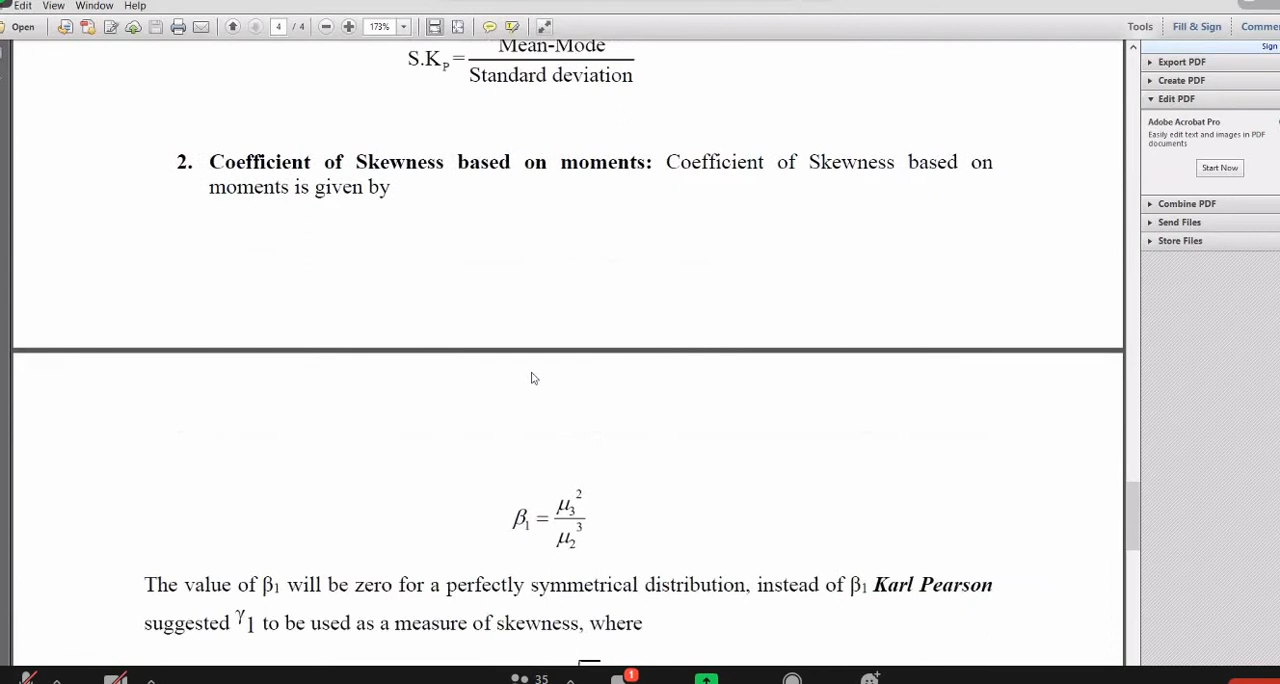 Edit View Window Help
Open 4 / 4 173% Tools Fill & Sign
Sign
Export PDF
Create PDF
Edit PDF
Adobe Acrobat Pro
Easily edit text and images in PDF
documents
Start Now
Combine PDF
Send Files
Store Files
S.K_P = Mean-Mode / Standard deviation
2. Coefficient of Skewness based on moments: Coefficient of Skewness based on
moments is given by
β₁ = μ₃² / μ₂³
The value of β₁ will be zero for a perfectly symmetrical distribution, instead of β₁ Karl Pearson
suggested γ1 to be used as a measure of skewness, where
35 1